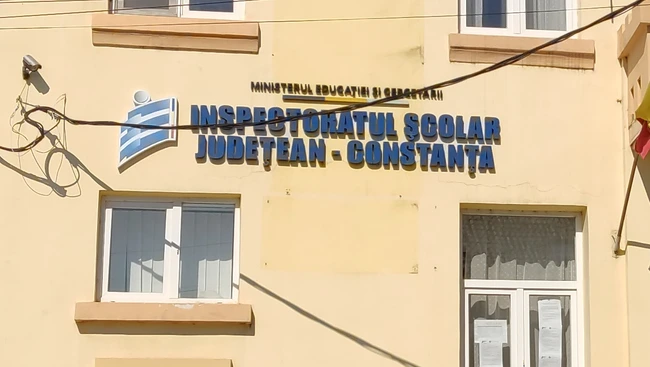 MINISTERUL EDUCAȚIEI ȘI CERCETĂRII
INSPECTORATUL ȘCOLAR
JUDEȚEAN - CONSTANȚA